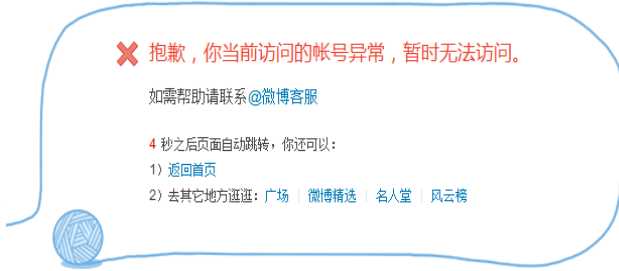 抱歉，你当前访问的帐号异常，暂时无法访问。
如需帮助请联系@微博客服
4 秒之后页面自动跳转，你还可以：
1）返回首页
2）去其它地方逛逛：广场 | 微博精选 | 名人堂 | 风云榜